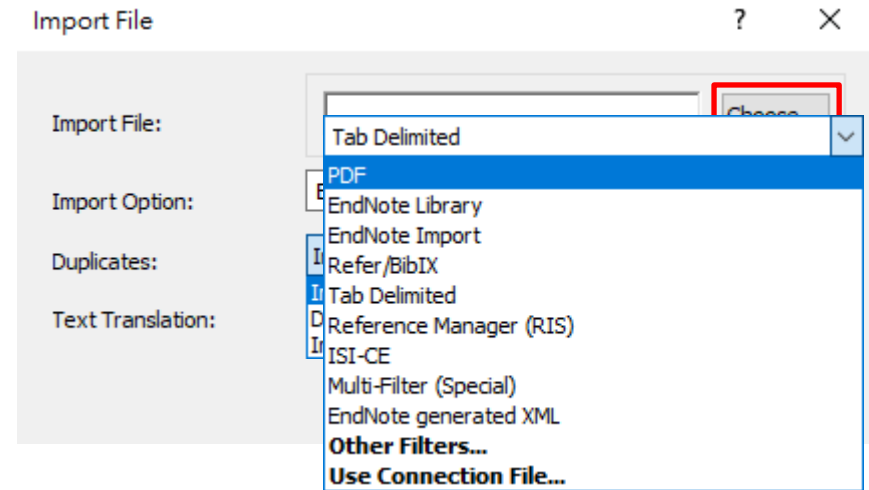 Import File
Import File:
Choose...
Tab Delimited
PDF
Import Option:
EndNote Library
EndNote Import
Duplicates:
Refer/BibIX
Tab Delimited
Text Translation:
Reference Manager (RIS)
ISI-CE
Multi-Filter (Special)
EndNote generated XML
Other Filters...
Use Connection File...